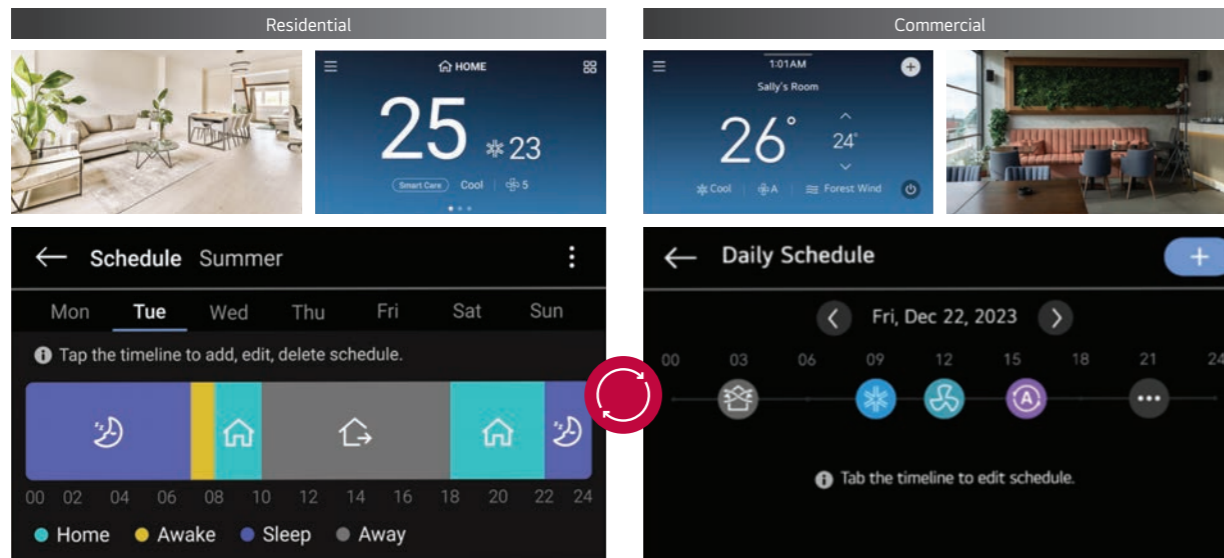 Residential
HOME
25 23
Smart Care Cool 5
Schedule Summer
Mon Tue Wed Thu Fri Sat Sun
Tap the timeline to add, edit, delete schedule.
00 02 04 06 08 10 12 14 16 18 20 22 24
Home Awake Sleep Away
Commercial
1:01AM
Sally's Room
26° 24°
Cool A Forest Wind
Daily Schedule
Fri, Dec 22, 2023
00 03 06 09 12 15 18 21 24
A
Tab the timeline to edit schedule.